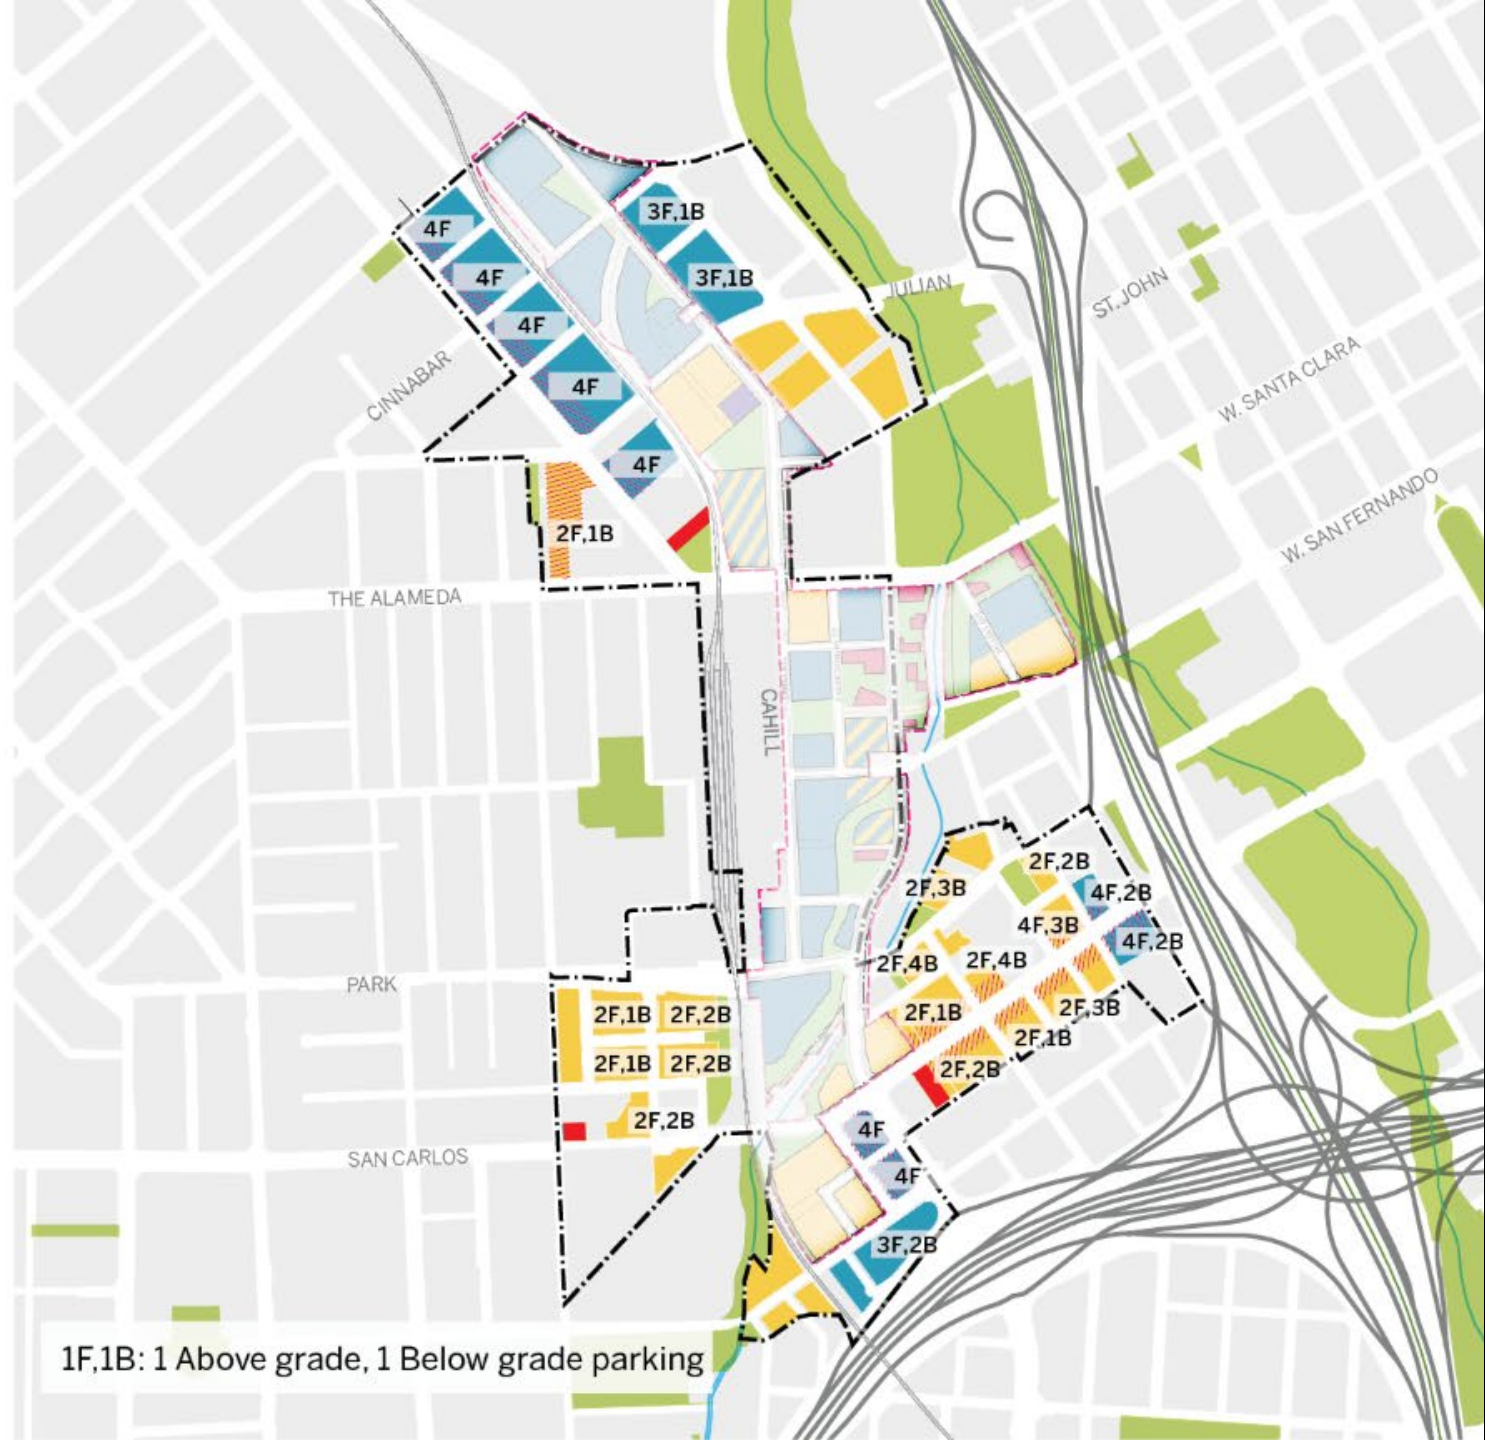 3F,1B
4F
4F
3F,1B
JULIAN
ST. JOHN
4F
CINNABAR
4F
W. SANTA CLARA
4F
2F,1B
W. SAN FERNANDO
THE ALAMEDA
CAHILL
2F,2B
2F,3B
4F,2B
4F,3B
4F,2B
2F,4B
2F,4B
PARK
2F,1B
2F,2B
2F,1B
2F,3B
2F,1B
2F,1B
2F,2B
2F,2B
2F,2B
4F
SAN CARLOS
4F
3F,2B
1F,1B: 1 Above grade, 1 Below grade parking